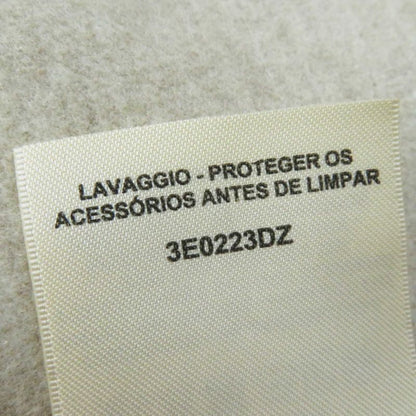 LAVAGGIO - PROTEGER OS
ACESSÓRIOS ANTES DE LIMPAR
3E0223DZ